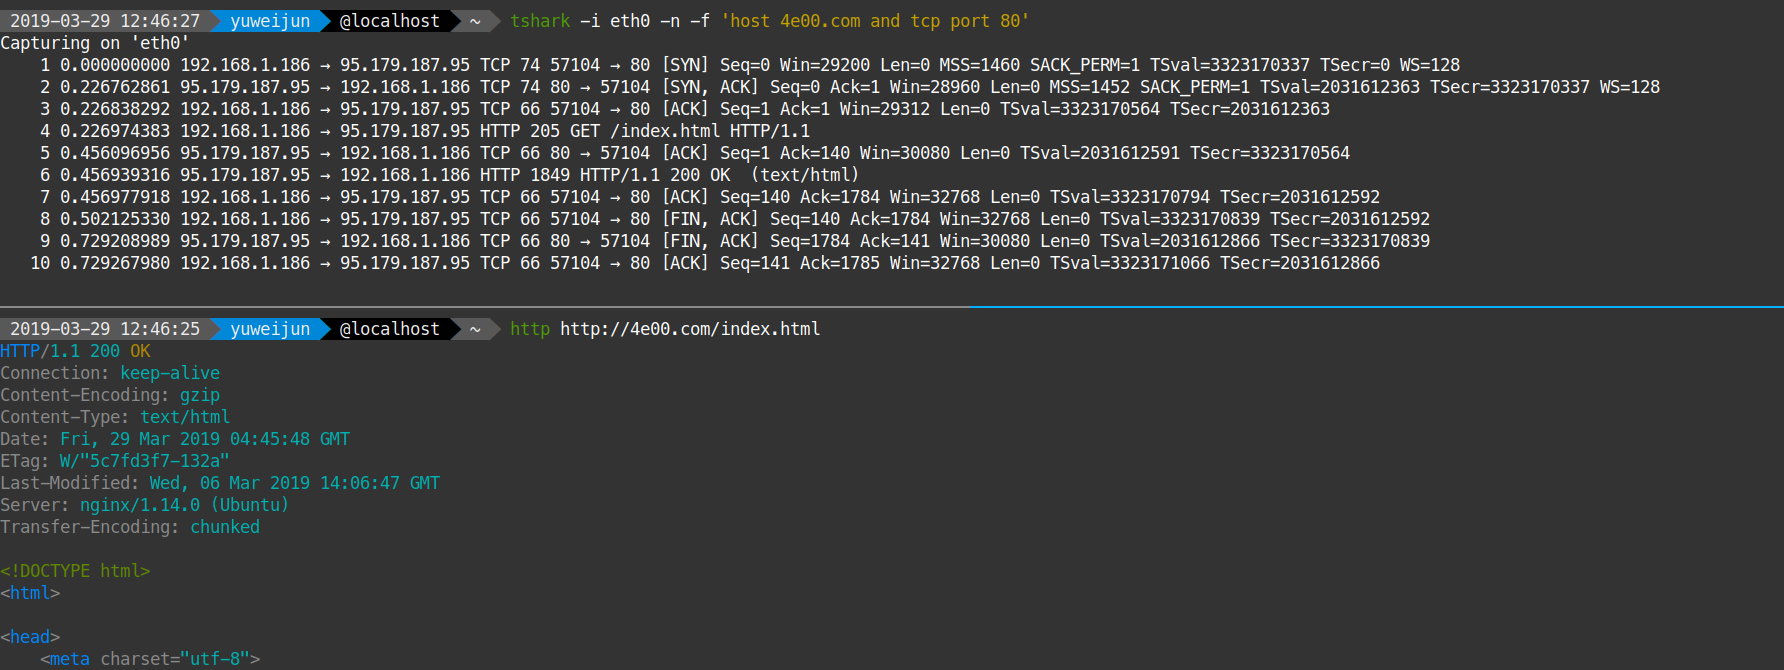 2019-03-29 12:46:27 yuweijun @localhost ~ tshark -i eth0 -n -f 'host 4e00.com and tcp port 80'
Capturing on 'eth0'
1 0.000000000 192.168.1.186 → 95.179.187.95 TCP 74 57104 → 80 [SYN] Seq=0 Win=29200 Len=0 MSS=1460 SACK_PERM=1 TSval=3323170337 TSecr=0 WS=128
2 0.226762861 95.179.187.95 → 192.168.1.186 TCP 74 80 → 57104 [SYN, ACK] Seq=0 Ack=1 Win=28960 Len=0 MSS=1452 SACK_PERM=1 TSval=2031612363 TSecr=3323170337 WS=128
3 0.226838292 192.168.1.186 → 95.179.187.95 TCP 66 57104 → 80 [ACK] Seq=1 Ack=1 Win=29312 Len=0 TSval=3323170564 TSecr=2031612363
4 0.226974383 192.168.1.186 → 95.179.187.95 HTTP 205 GET /index.html HTTP/1.1
5 0.456096956 95.179.187.95 → 192.168.1.186 TCP 66 80 → 57104 [ACK] Seq=1 Ack=140 Win=30080 Len=0 TSval=2031612591 TSecr=3323170564
6 0.456939316 95.179.187.95 → 192.168.1.186 HTTP 1849 HTTP/1.1 200 OK  (text/html)
7 0.456977918 192.168.1.186 → 95.179.187.95 TCP 66 57104 → 80 [ACK] Seq=140 Ack=1784 Win=32768 Len=0 TSval=3323170794 TSecr=2031612592
8 0.502125330 192.168.1.186 → 95.179.187.95 TCP 66 57104 → 80 [FIN, ACK] Seq=140 Ack=1784 Win=32768 Len=0 TSval=3323170839 TSecr=2031612592
9 0.729208989 95.179.187.95 → 192.168.1.186 TCP 66 80 → 57104 [FIN, ACK] Seq=1784 Ack=141 Win=30080 Len=0 TSval=2031612866 TSecr=3323170839
10 0.729267980 192.168.1.186 → 95.179.187.95 TCP 66 57104 → 80 [ACK] Seq=141 Ack=1785 Win=32768 Len=0 TSval=3323171066 TSecr=2031612866
2019-03-29 12:46:25 yuweijun @localhost ~ http http://4e00.com/index.html
HTTP/1.1 200 OK
Connection: keep-alive
Content-Encoding: gzip
Content-Type: text/html
Date: Fri, 29 Mar 2019 04:45:48 GMT
ETag: W/"5c7fd3f7-132a"
Last-Modified: Wed, 06 Mar 2019 14:06:47 GMT
Server: nginx/1.14.0 (Ubuntu)
Transfer-Encoding: chunked
<!DOCTYPE html>
<html>
<head>
<meta charset="utf-8">